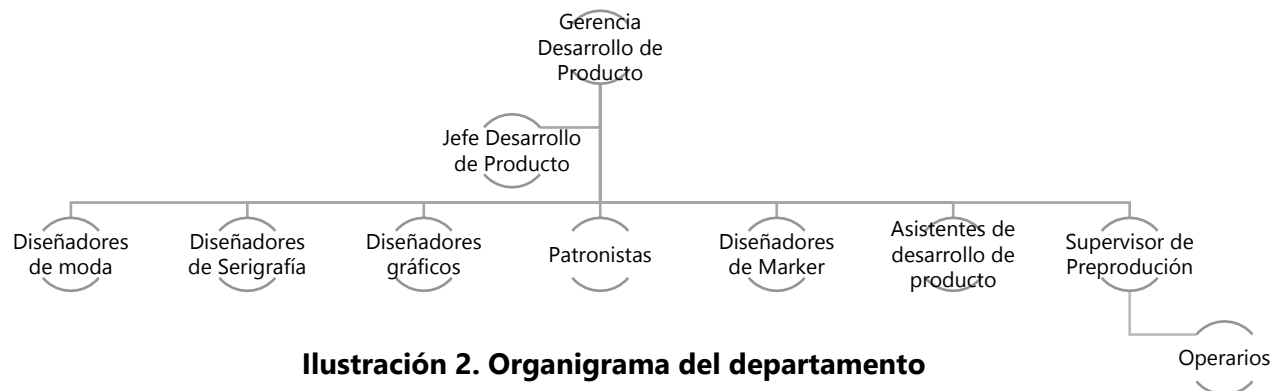 Gerencia
Desarrollo de
Producto
Jefe Desarrollo
de Producto
Diseñadores
de moda
Diseñadores
de Serigrafía
Diseñadores
gráficos
Patronistas
Diseñadores
de Marker
Asistentes de
desarrollo de
producto
Supervisor de
Preprodución
Operarios
Ilustración 2. Organigrama del departamento